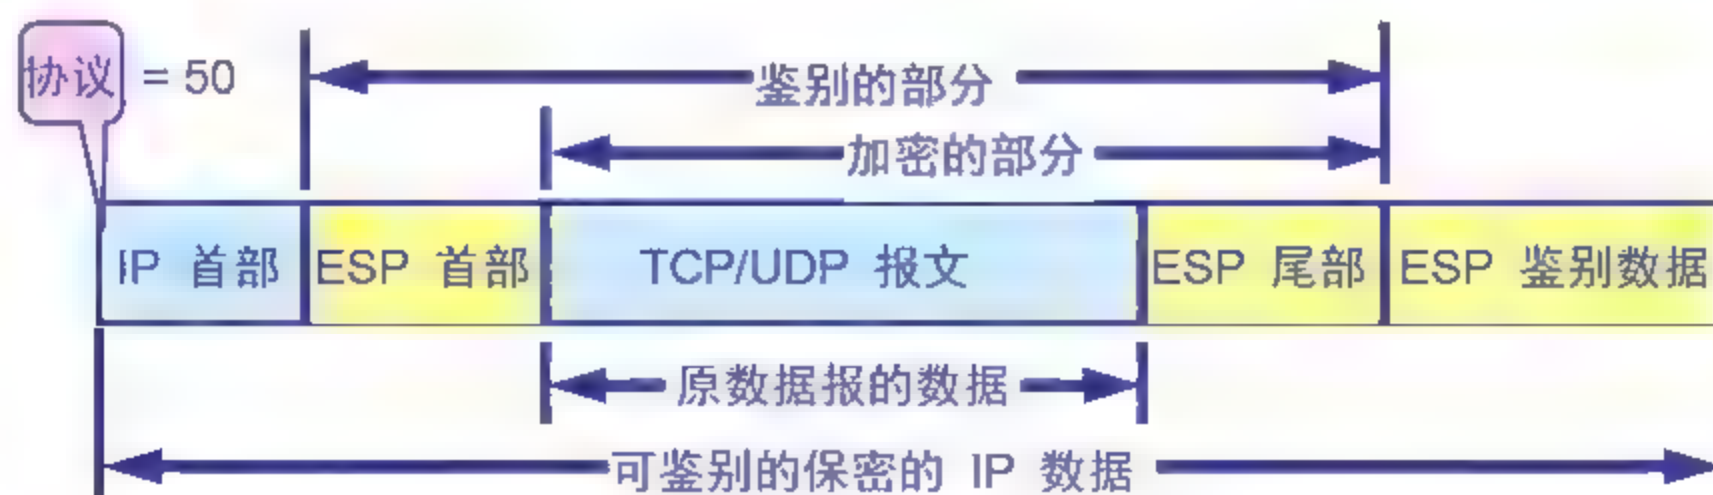 协议 = 50
鉴别的部分
加密的部分
IP 首部
ESP 首部
TCP/UDP 报文
ESP 尾部
ESP 鉴别数据
原数据报的数据
可鉴别的保密的 IP 数据